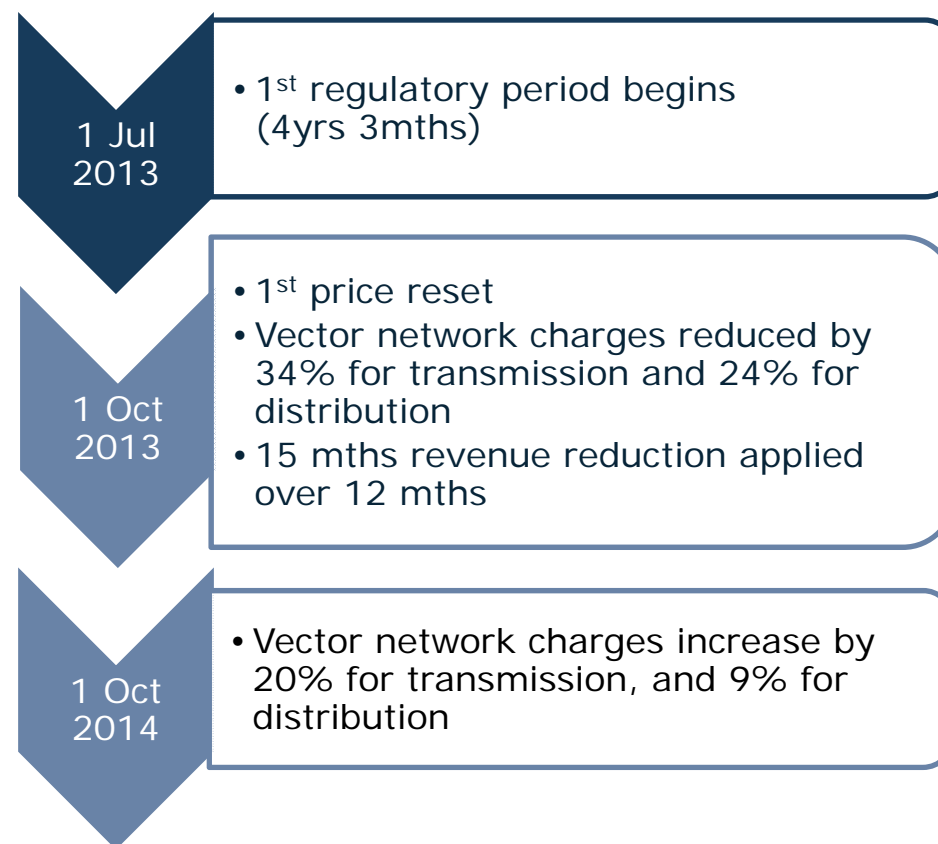 1 Jul
2013
• 1st regulatory period begins
(4yrs 3mths)
1 Oct
2013
• 1st price reset
• Vector network charges reduced by
34% for transmission and 24% for
distribution
• 15 mths revenue reduction applied
over 12 mths
1 Oct
2014
• Vector network charges increase by
20% for transmission, and 9% for
distribution